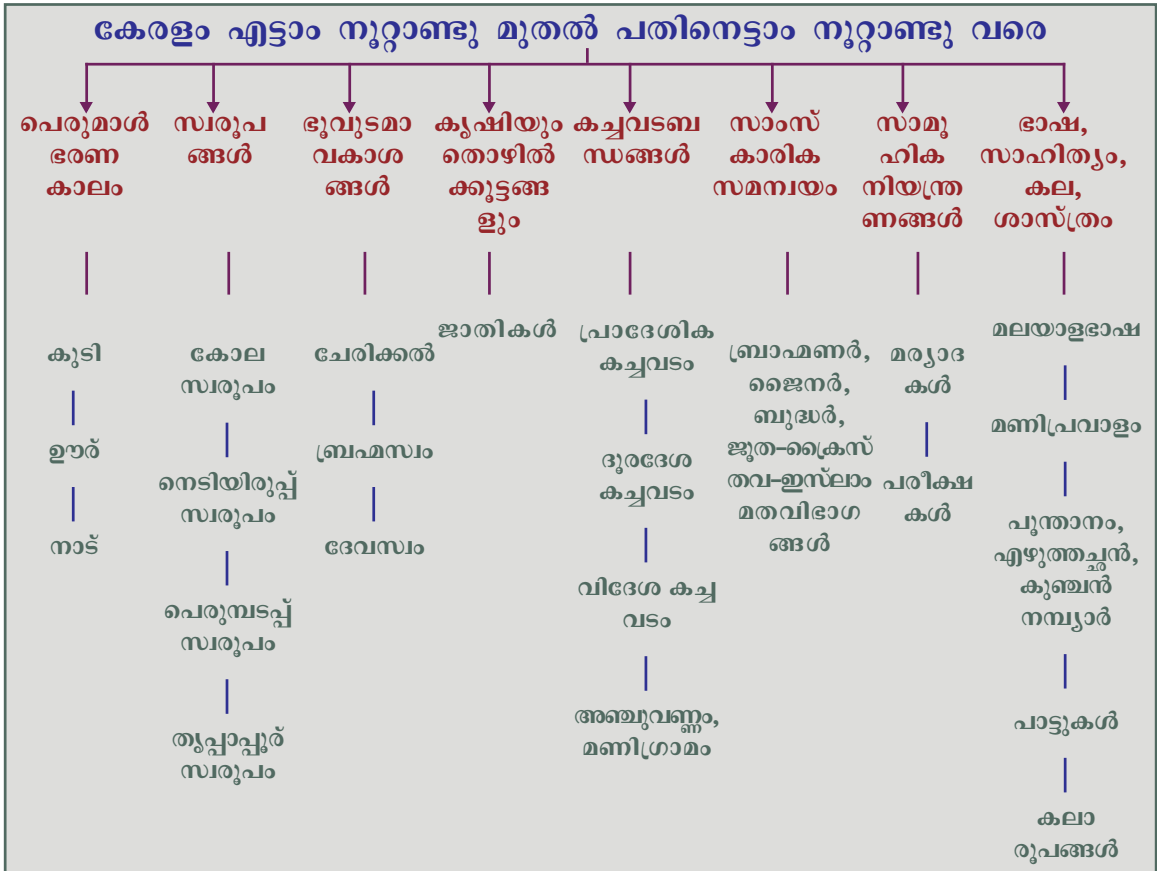 കേരളം എട്ടാം നൂറ്റാണ്ടു മുതൽ പതിനെട്ടാം നൂറ്റാണ്ടു വരെ
പെരുമാൾ
ഭരണ
കാലം
കുടി
ഊര്
നാട്
സ്വരൂപ
ങ്ങൾ
കോല
സ്വരൂപം
നെടിയിരുപ്പ്
സ്വരൂപം
പെരുമ്പടപ്പ്
സ്വരൂപം
തൃപ്പാപ്പൂര്
സ്വരൂപം
ഭൂവുടമാ
വകാശ
ങ്ങൾ
ചേരിക്കൽ
ബ്രഹ്മസ്വം
ദേവസ്വം
കൃഷിയും
തൊഴിൽ
ക്കൂട്ടങ്ങ
ളും
ജാതികൾ
കച്ചവടബ
ന്ധങ്ങൾ
പ്രാദേശിക
കച്ചവടം
ദൂരദേശ
കച്ചവടം
വിദേശ കച്ച
വടം
അഞ്ചുവണ്ണം,
മണിഗ്രാമം
സാംസ്
കാരിക
സമന്വയം
ബ്രാഹ്മണർ,
ജൈനർ,
ബുദ്ധർ,
ജൂത-ക്രൈസ്
തവ-ഇസ്‌ലാം
മതവിഭാഗ
ങ്ങൾ
സാമൂ
ഹിക
നിയന്ത്ര
ണങ്ങൾ
മര്യാദ
കൾ
പരീക്ഷ
കൾ
ഭാഷ,
സാഹിത്യം,
കല,
ശാസ്ത്രം
മലയാളഭാഷ
മണിപ്രവാളം
പൂന്താനം,
എഴുത്തച്ഛൻ,
കുഞ്ചൻ
നമ്പ്യാർ
പാട്ടുകൾ
കലാ
രൂപങ്ങൾ